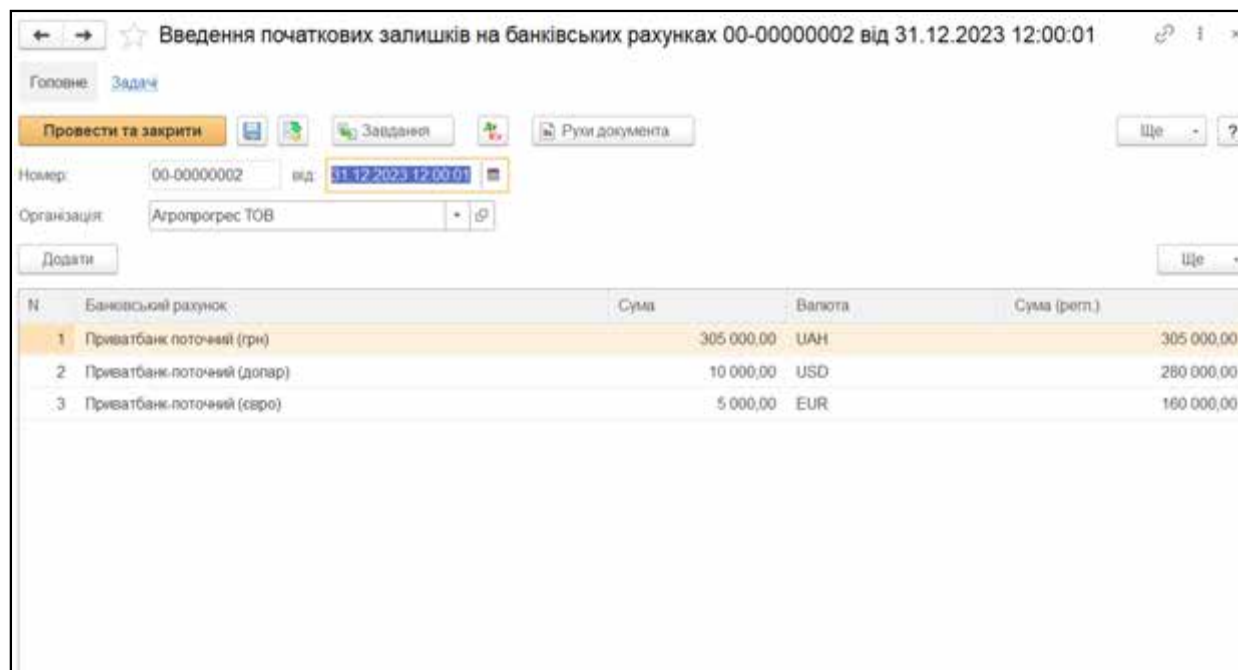 Введення початкових залишків на банківських рахунках 00-00000002 від 31.12.2023 12:00:01
Головне Задачі
Провести та закрити Завдання Дт Кт Рухи документа Ще ?
Номер: 00-00000002 від: 31.12.2023 12:00:01
Організація: Агропрогрес ТОВ
Додати Ще
N Банковський рахунок Сума Валюта Сума (регл.)
1 Приватбанк поточний (грн) 305 000,00 UAH 305 000,00
2 Приватбанк-поточний (долар) 10 000,00 USD 280 000,00
3 Приватбанк-поточний (євро) 5 000,00 EUR 160 000,00